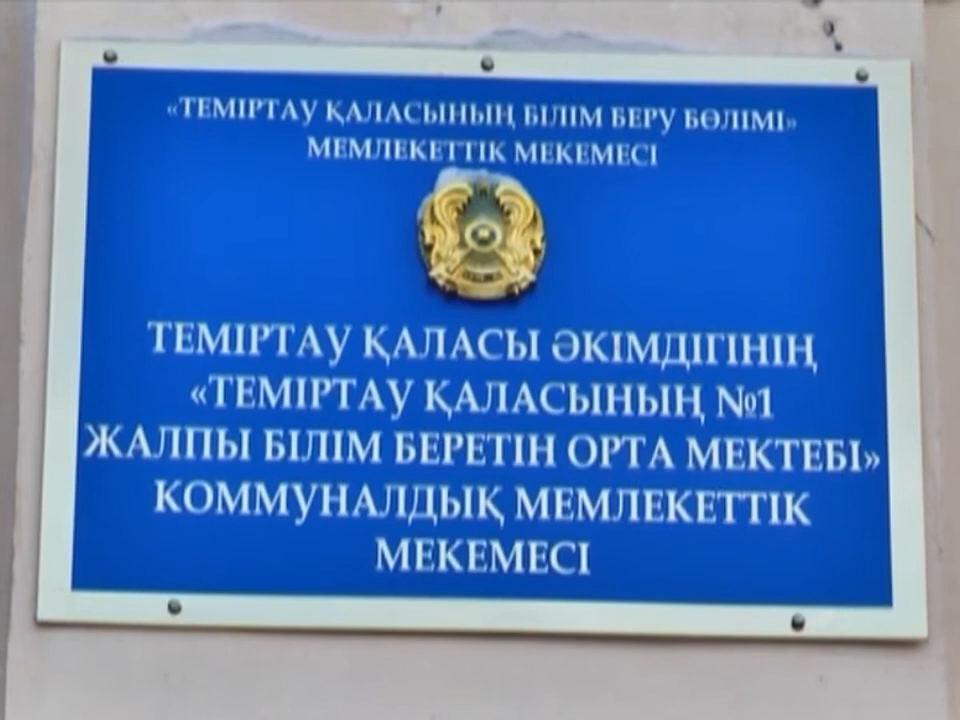 «ТЕМІРТАУ ҚАЛАСЫНЫҢ БІЛІМ БЕРУ БӨЛІМІ»
МЕМЛЕКЕТТІК МЕКЕМЕСІ
ТЕМІРТАУ ҚАЛАСЫ ӘКІМДІГІНІҢ
«ТЕМІРТАУ ҚАЛАСЫНЫҢ №1
ЖАЛПЫ БІЛІМ БЕРЕТІН ОРТА МЕКТЕБІ»
КОММУНАЛДЫҚ МЕМЛЕКЕТТІК
МЕКЕМЕСІ